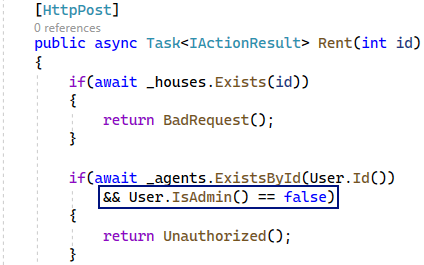 [HttpPost]
0 references
public async Task<IActionResult> Rent(int id)
{
if(await _houses.Exists(id))
{
return BadRequest();
}
if(await _agents.ExistsById(User.Id())
&& User.IsAdmin() == false)
{
return Unauthorized();
}